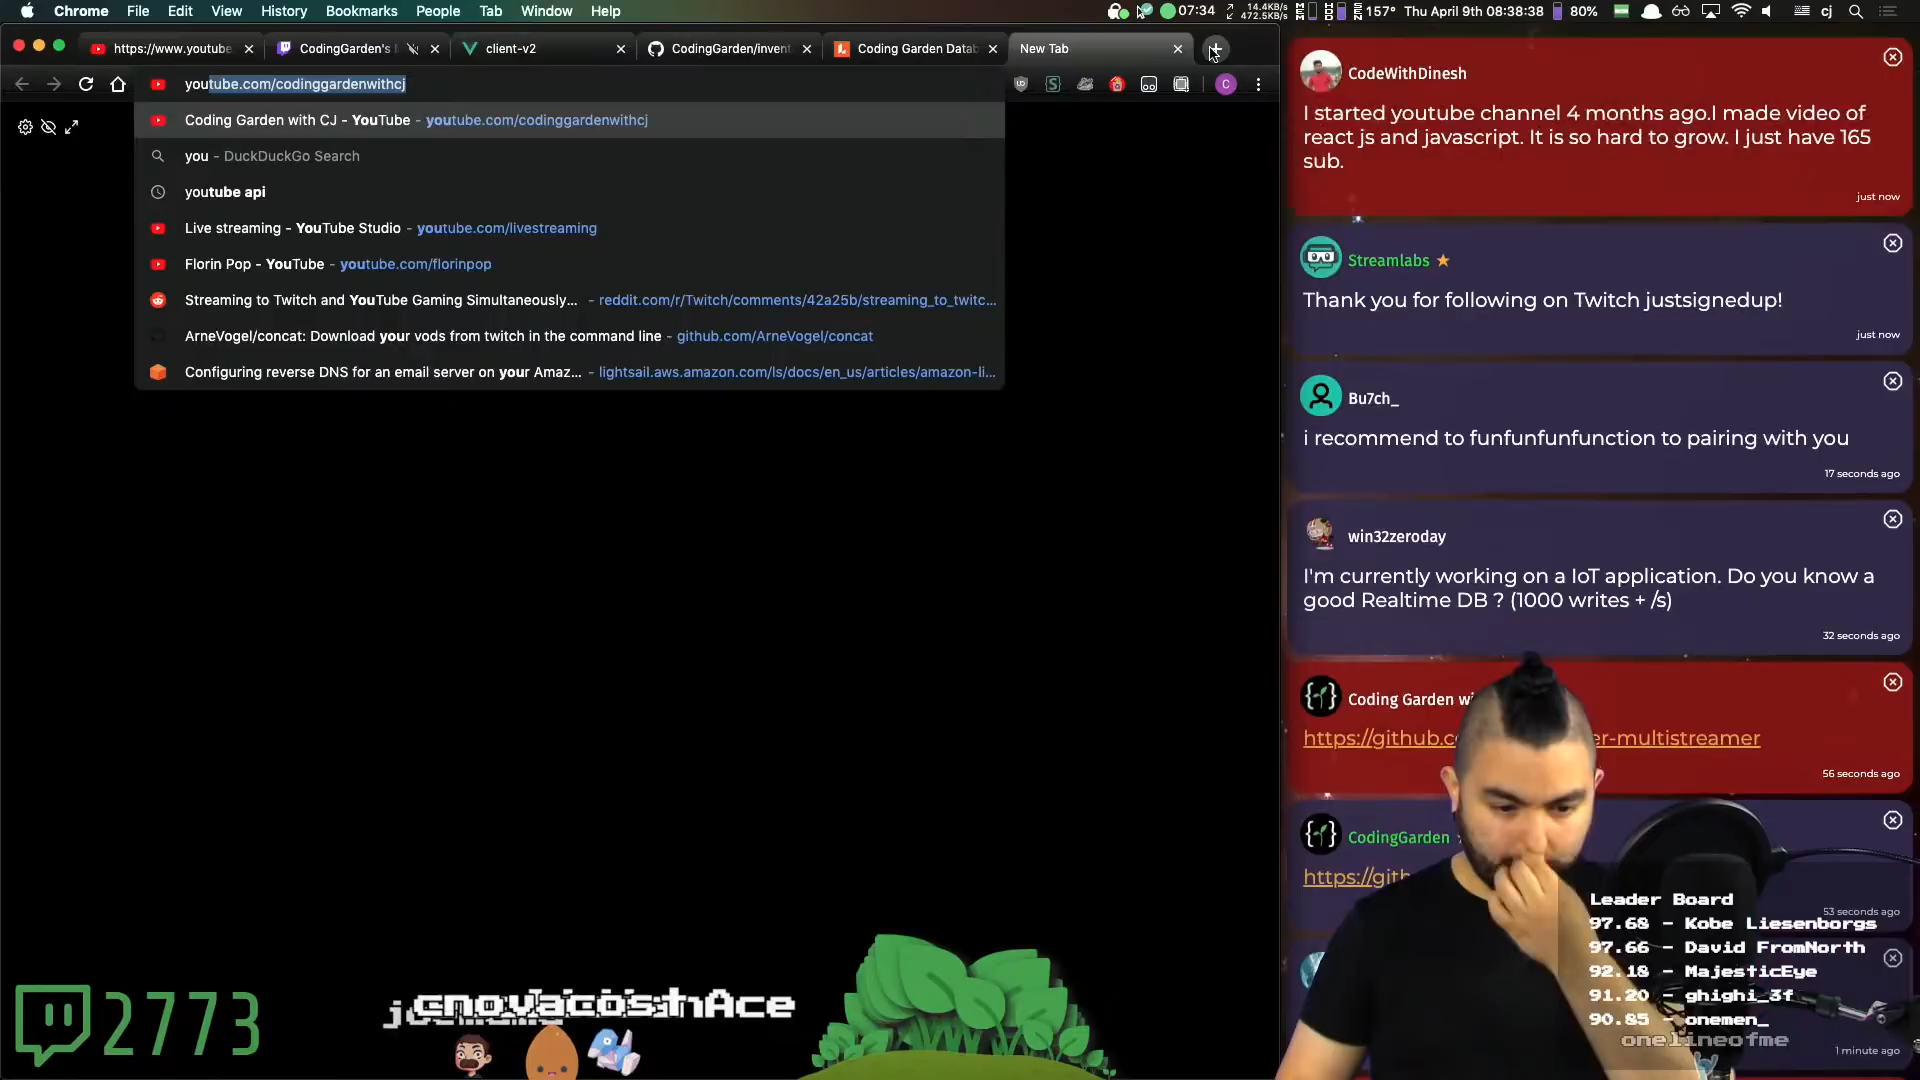 Chrome File Edit View History Bookmarks People Tab Window Help
07:34 14.4KB/s 472.5KB/s 157° Thu April 9th 08:38:38 80% cj
https://www.youtube
CodingGarden's
client-v2
CodingGarden/invent
Coding Garden Datab
New Tab
youtube.com/codinggardenwithcj
C
Coding Garden with CJ - YouTube - youtube.com/codinggardenwithcj
you - DuckDuckGo Search
youtube api
Live streaming - YouTube Studio - youtube.com/livestreaming
Florin Pop - YouTube - youtube.com/florinpop
Streaming to Twitch and YouTube Gaming Simultaneously... - reddit.com/r/Twitch/comments/42a25b/streaming_to_twitc...
ArneVogel/concat: Download your vods from twitch in the command line - github.com/ArneVogel/concat
Configuring reverse DNS for an email server on your Amaz... - lightsail.aws.amazon.com/ls/docs/en_us/articles/amazon-li...
CodeWithDinesh
I started youtube channel 4 months ago.I made video of
react js and javascript. It is so hard to grow. I just have 165
sub.
just now
Streamlabs
Thank you for following on Twitch justsignedup!
just now
Bu7ch_
i recommend to funfunfunfunction to pairing with you
17 seconds ago
win32zeroday
I'm currently working on a IoT application. Do you know a
good Realtime DB ? (1000 writes + /s)
32 seconds ago
Coding Garden wi
https://github.c er-multistreamer
56 seconds ago
CodingGarden
https://gith
53 seconds ago
Leader Board
97.68 - Kobe Liesenborgs
97.66 - David FromNorth
92.18 - MajesticEye
91.20 - ghighi_3f
90.85 - onemen_
onelineofme
1 minute ago
2773